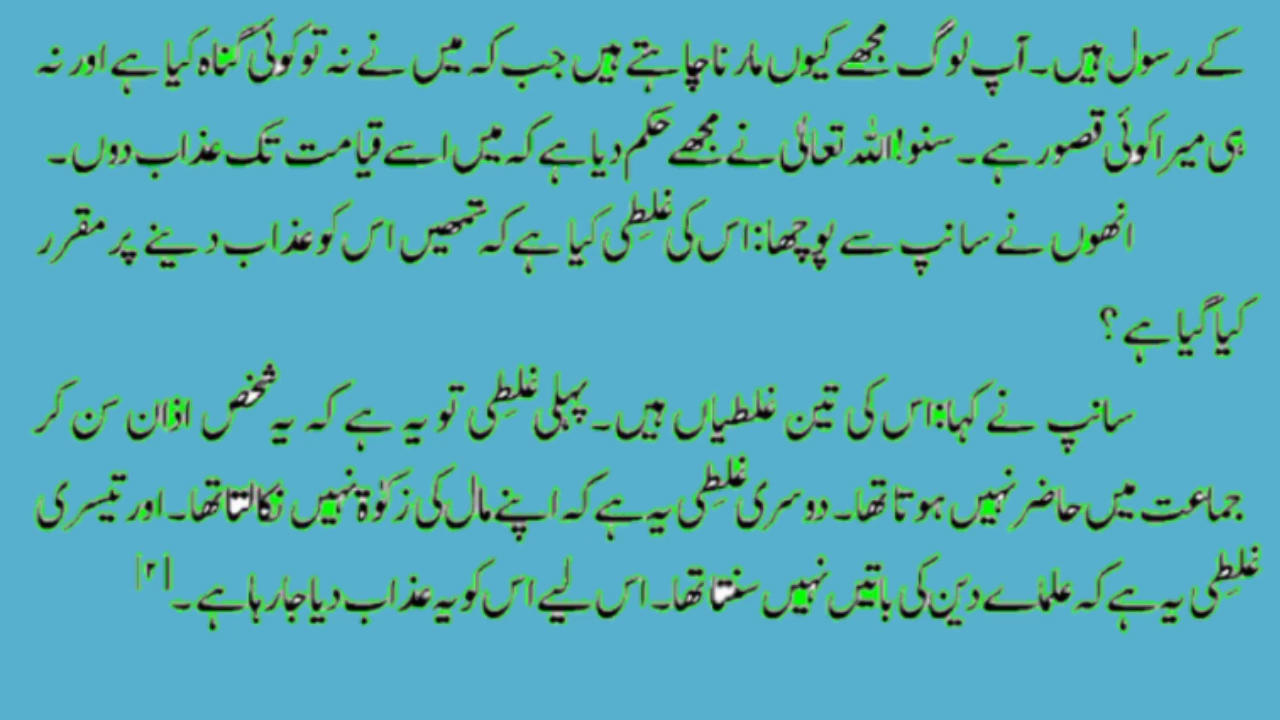 کے رسول ہیں۔ آپ لوگ مجھے کیوں مارنا چاہتے ہیں جب کہ میں نے نہ تو کوئی گناہ کیا ہے اور نہ
ہی میرا کوئی قصور ہے۔ سنو! اللہ تعالیٰ نے مجھے حکم دیا ہے کہ میں اسے قیامت تک عذاب دوں۔
انھوں نے سانپ سے پوچھا: اس کی غلطِی کیا ہے کہ تمھیں اس کو عذاب دینے پر مقرر
کیا گیا ہے؟
سانپ نے کہا: اس کی تین غلطیاں ہیں۔ پہلی غلطِی تو یہ ہے کہ یہ شخص اذان سن کر
جماعت میں حاضر نہیں ہوتا تھا۔ دوسری غلطِی یہ ہے کہ اپنے مال کی زکوٰۃ نہیں نکالتا تھا۔ اور تیسری
غلطِی یہ ہے کہ علمائے دین کی باتیں نہیں سنتا تھا۔ اس لیے اس کو یہ عذاب دیا جا رہا ہے۔ [۲]